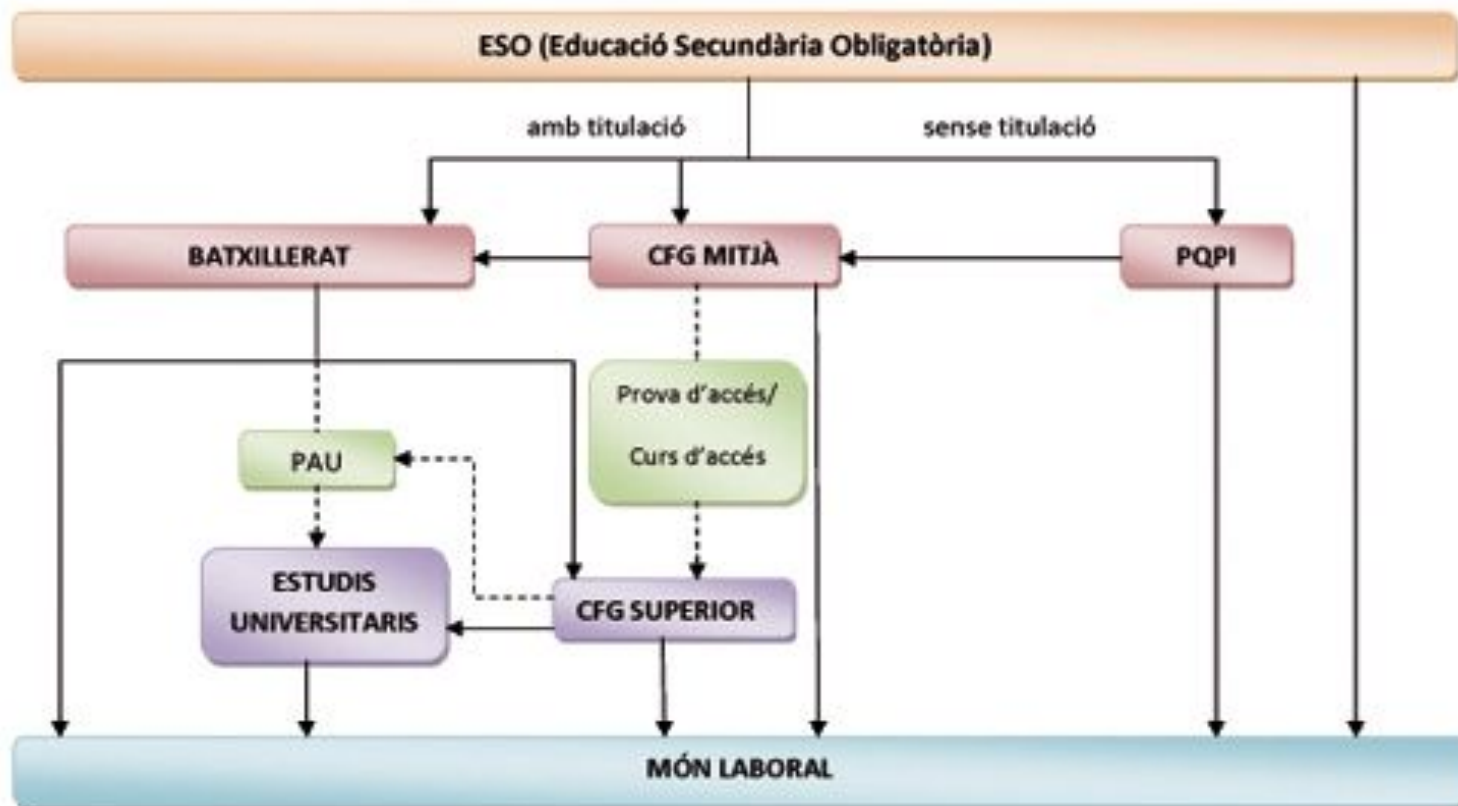 ESO (Educació Secundària Obligatòria)
amb titulació
sense titulació
BATXILLERAT
CFG MITJÀ
PQPI
Prova d'accés/
Curs d'accés
PAU
ESTUDIS
UNIVERSITARIS
CFG SUPERIOR
MÓN LABORAL